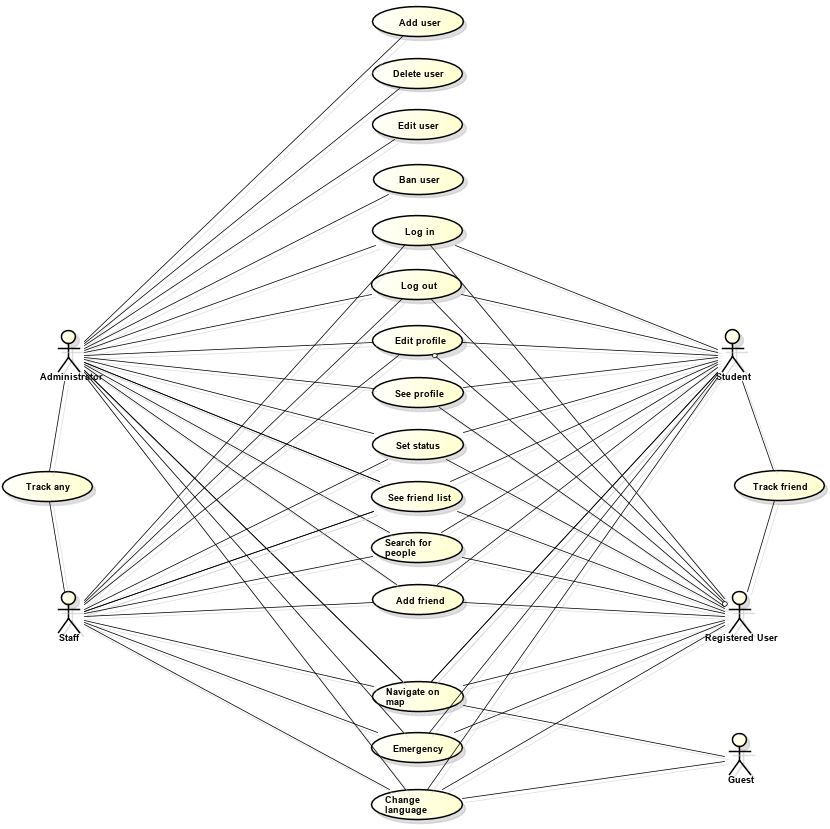 Add user
Delete user
Edit user
Ban user
Log in
Log out
Edit profile
Administrator
Student
See profile
Set status
Track any
See friend list
Track friend
Search for
people
Add friend
Staff
Registered User
Navigate on
map
Emergency
Guest
Change
language